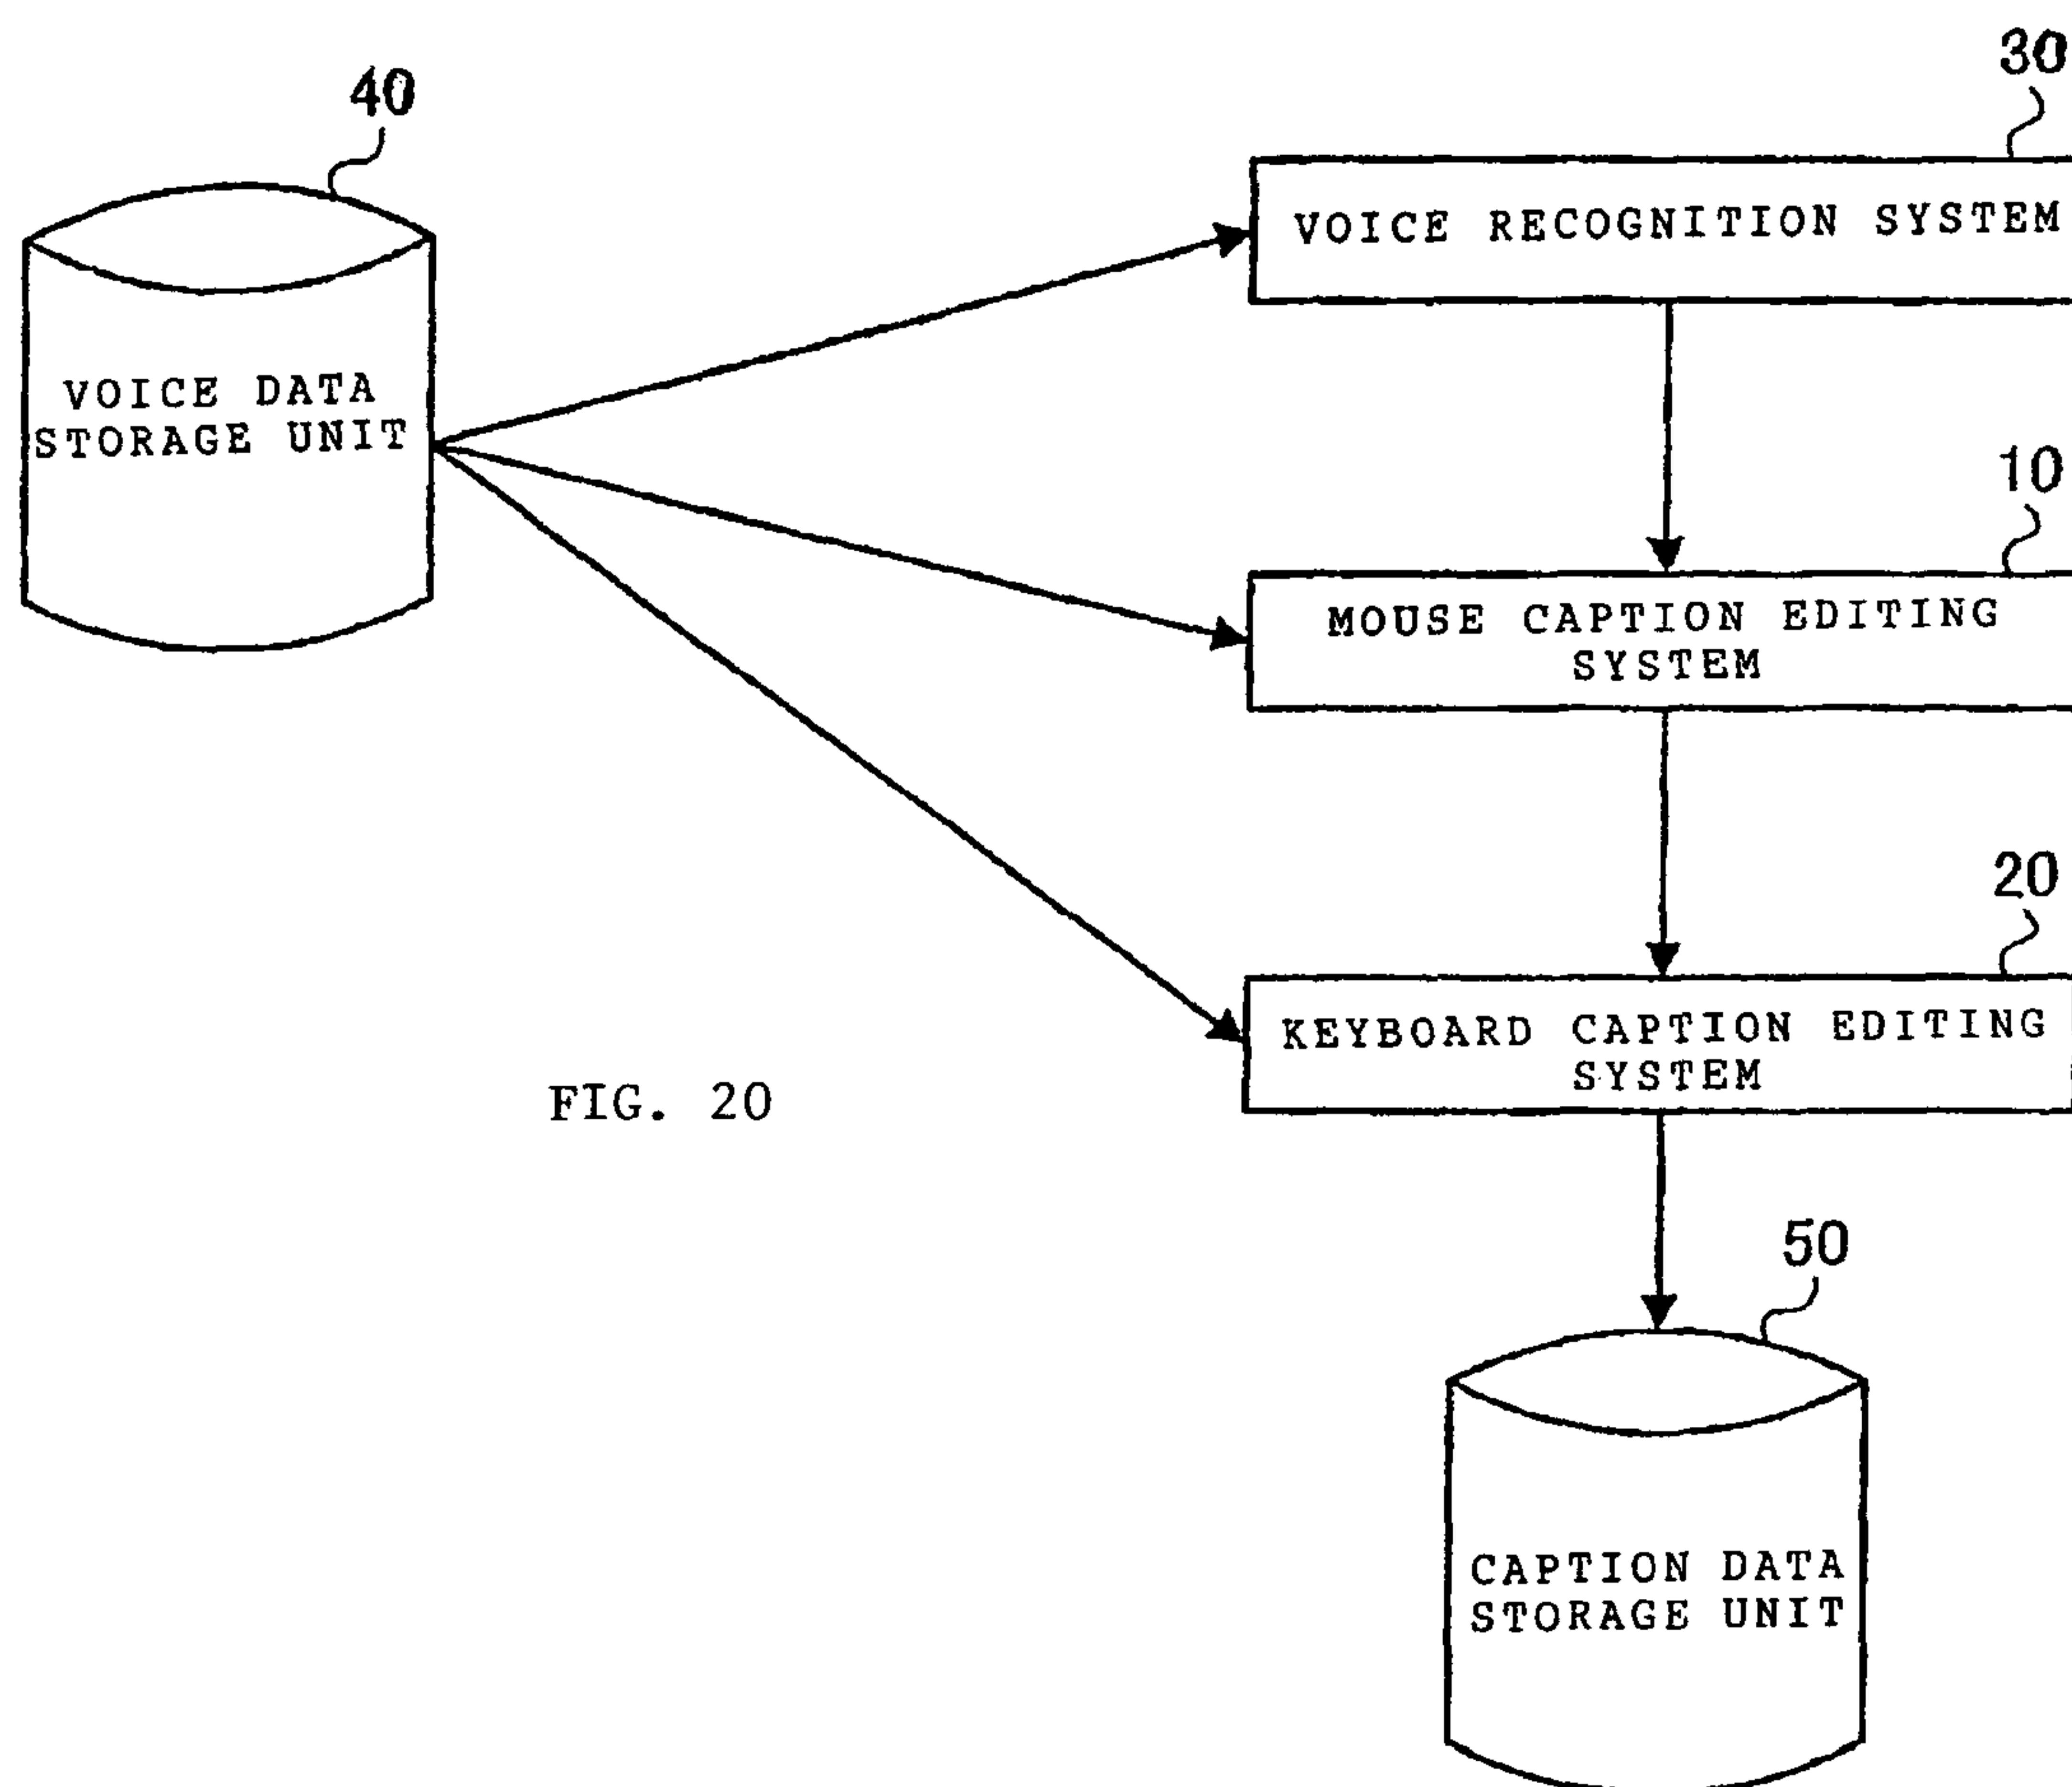 30
40
VOICE RECOGNITION SYSTEM
VOICE DATA
STORAGE UNIT
10
MOUSE CAPTION EDITING
SYSTEM
20
KEYBOARD CAPTION EDITING
SYSTEM
FIG. 20
50
CAPTION DATA
STORAGE UNIT